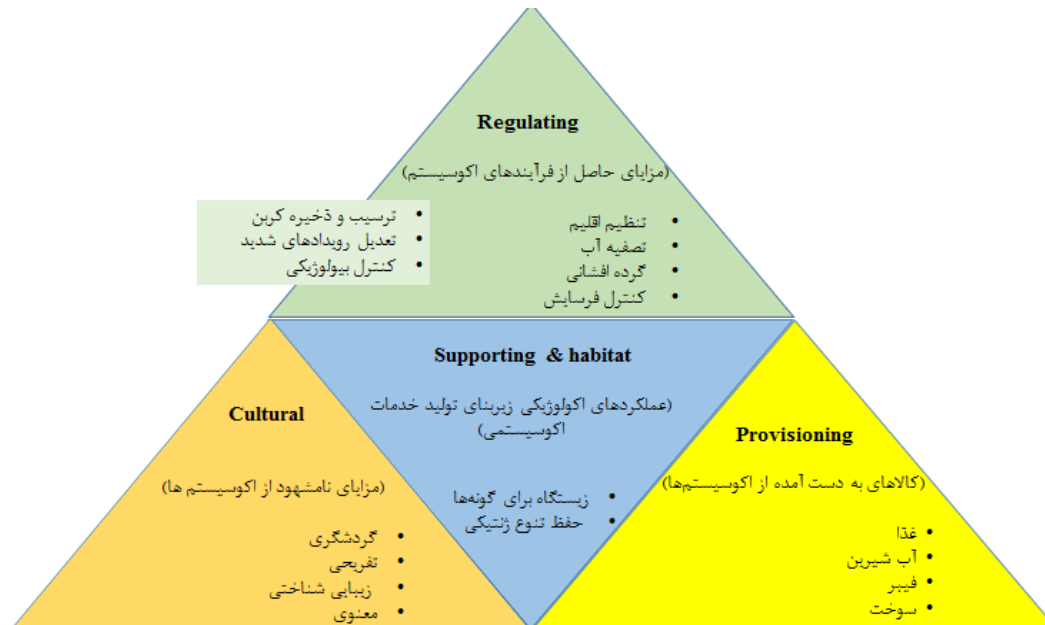 Regulating
(مزایای حاصل از فرآیندهای اکوسیستم)
• تنظیم اقلیم
• تصفیه آب
• گرده افشانی
• کنترل فرسایش
• ترسیب و ذخیره کربن
• تعدیل رویدادهای شدید
• کنترل بیولوژیکی
Supporting & habitat
(عملکردهای اکولوژیکی زیربنای تولید خدمات
اکوسیستمی)
• زیستگاه برای گونه‌ها
• حفظ تنوع ژنتیکی
Cultural
(مزایای نامشهود از اکوسیستم ها)
• گردشگری
• تفریحی
• زیبایی شناختی
• معنوی
Provisioning
(کالاهای به دست آمده از اکوسیستم‌ها)
• غذا
• آب شیرین
• فیبر
• سوخت